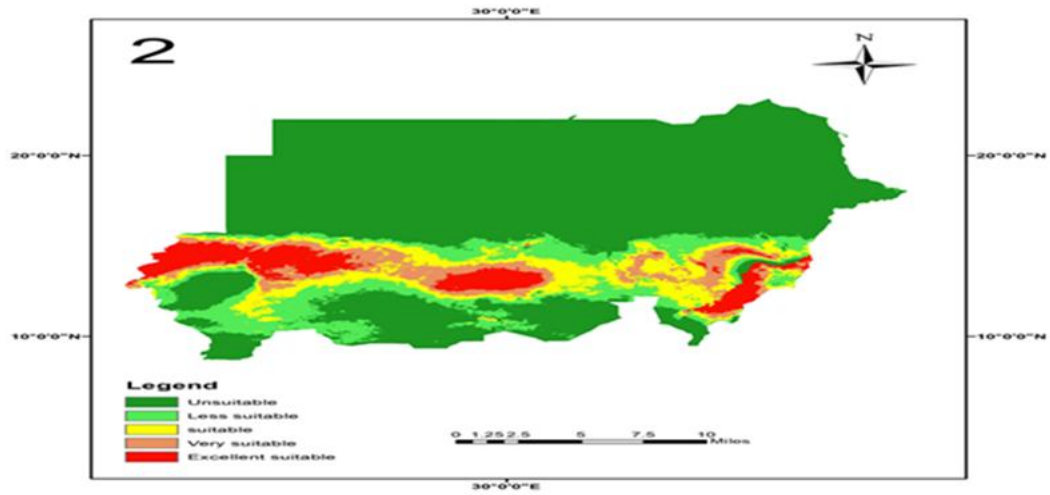 30°0'0"E
2
N
20°0'0"N
20°0'0"N
10°0'0"N
10°0'0"N
Legend
Unsuitable
Less suitable
suitable
Very suitable
Excellent suitable
0 1.25 2.5 5 7.5 10
Miles
30°0'0"E